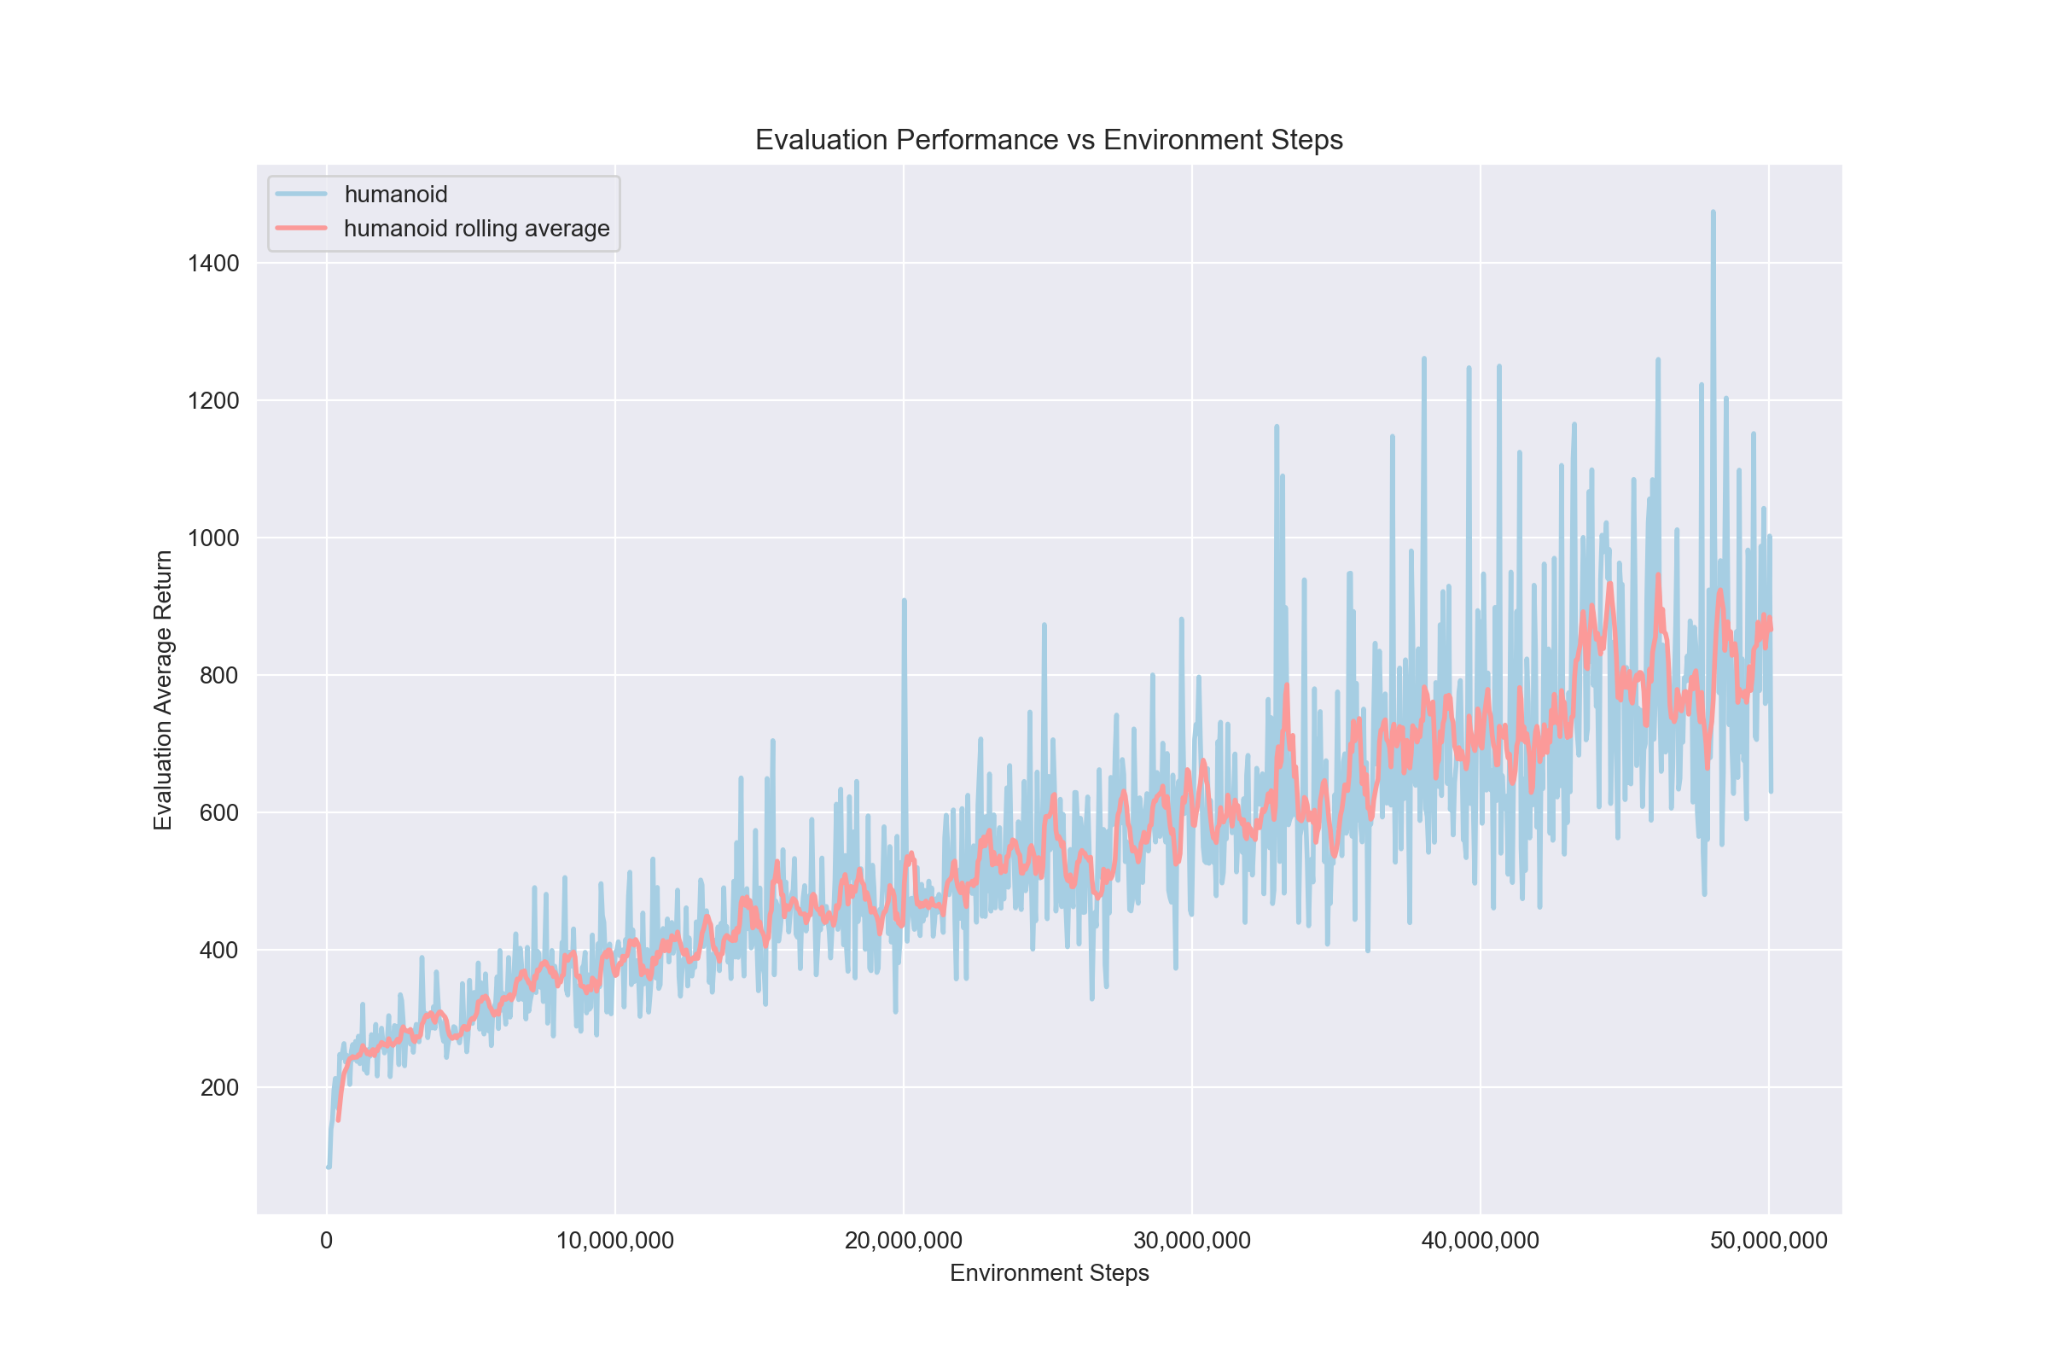 Evaluation Performance vs Environment Steps
humanoid
humanoid rolling average
1400
1200
1000
800
600
400
200
Evaluation Average Return
0
10,000,000
20,000,000
30,000,000
40,000,000
50,000,000
Environment Steps